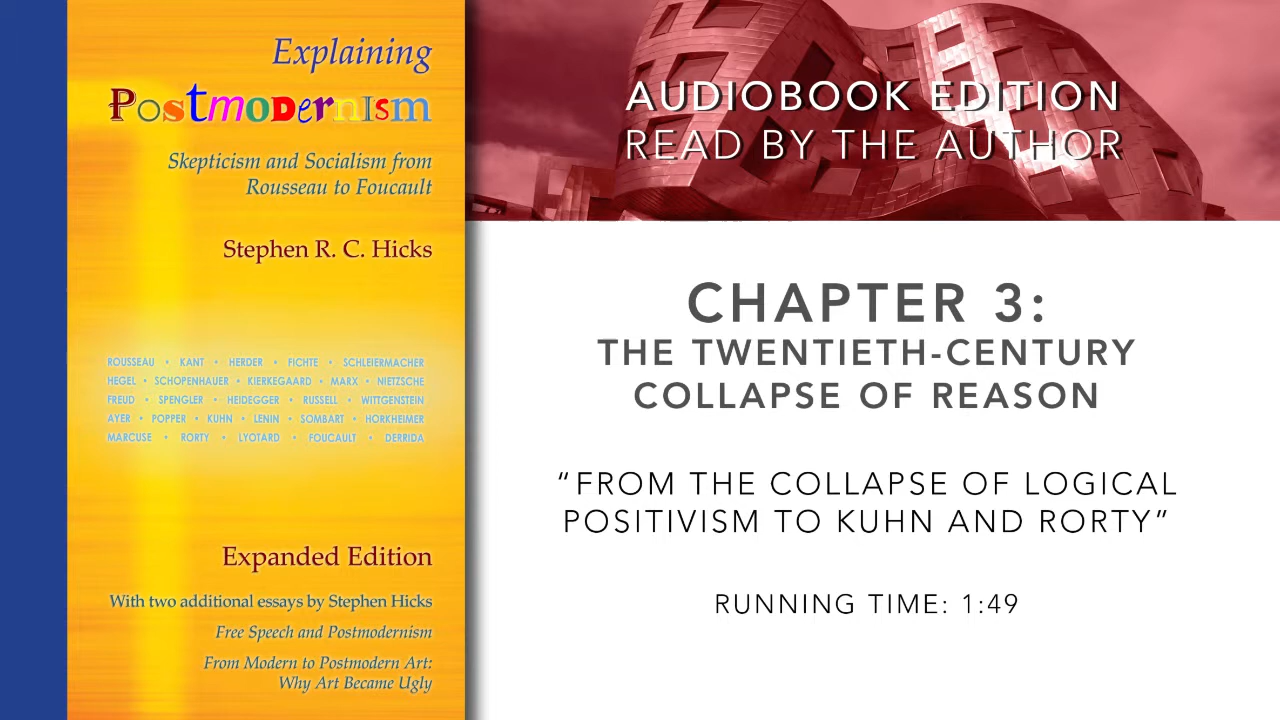 Explaining
Postmodernism
Skepticism and Socialism from
Rousseau to Foucault
Stephen R. C. Hicks
ROUSSEAU • KANT • HERDER • FICHTE • SCHLEIERMACHER
HEGEL • SCHOPENHAUER • KIERKEGAARD • MARX • NIETZSCHE
FREUD • SPENGLER • HEIDEGGER • RUSSELL • WITTGENSTEIN
AYER • POPPER • KUHN • LENIN • SOMBART • HORKHEIMER
MARCUSE • RORTY • LYOTARD • FOUCAULT • DERRIDA
Expanded Edition
With two additional essays by Stephen Hicks
Free Speech and Postmodernism
From Modern to Postmodern Art:
Why Art Became Ugly
AUDIOBOOK EDITION
READ BY THE AUTHOR
CHAPTER 3:
THE TWENTIETH-CENTURY
COLLAPSE OF REASON
“FROM THE COLLAPSE OF LOGICAL
POSITIVISM TO KUHN AND RORTY”
RUNNING TIME: 1:49